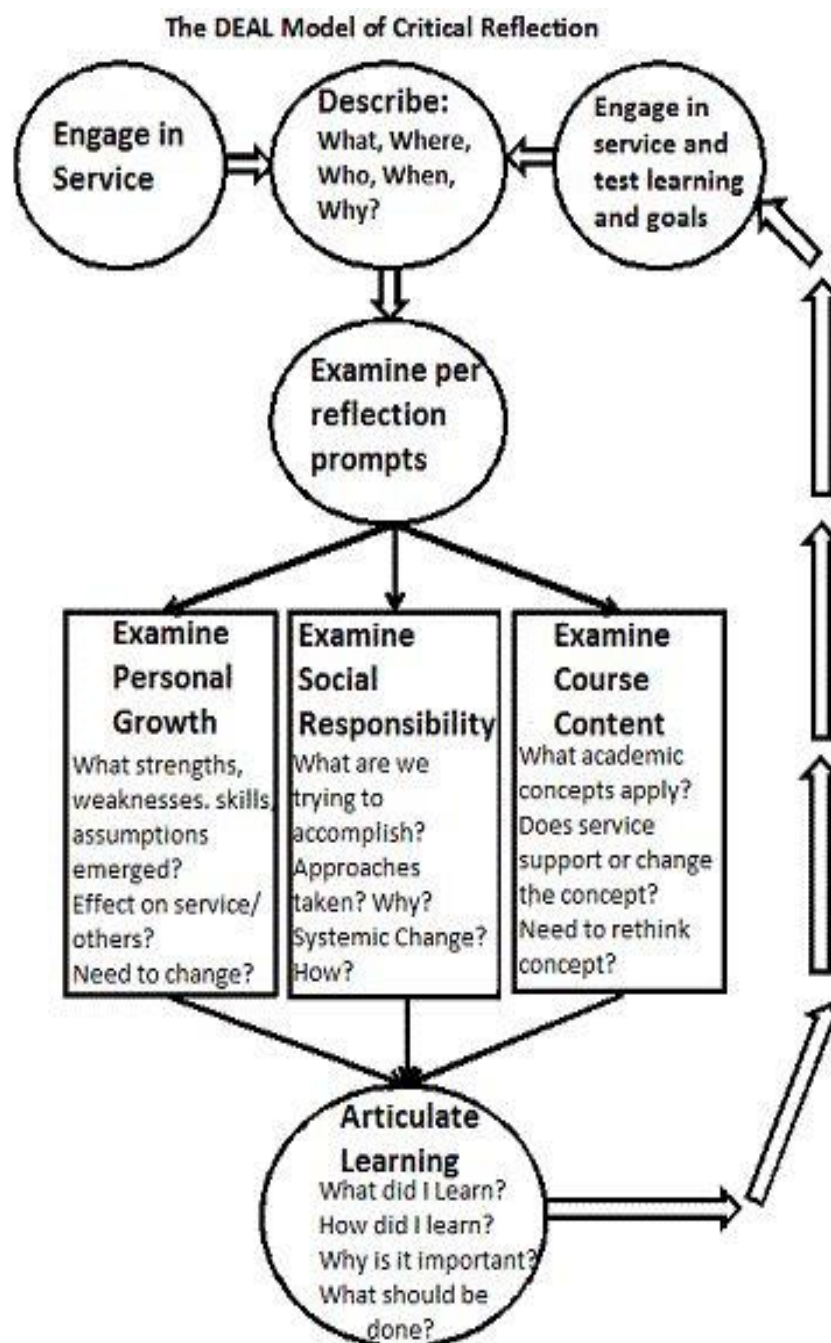 The DEAL Model of Critical Reflection
Engage in
Service
Describe:
What, Where,
Who, When,
Why?
Engage in
service and
test learning
and goals
Examine per
reflection
prompts
Examine
Personal
Growth
What strengths,
weaknesses. skills,
assumptions
emerged?
Effect on service/
others?
Need to change?
Examine
Social
Responsibility
What are we
trying to
accomplish?
Approaches
taken? Why?
Systemic Change?
How?
Examine
Course
Content
What academic
concepts apply?
Does service
support or change
the concept?
Need to rethink
concept?
Articulate
Learning
What did I Learn?
How did I learn?
Why is it important?
What should be
done?